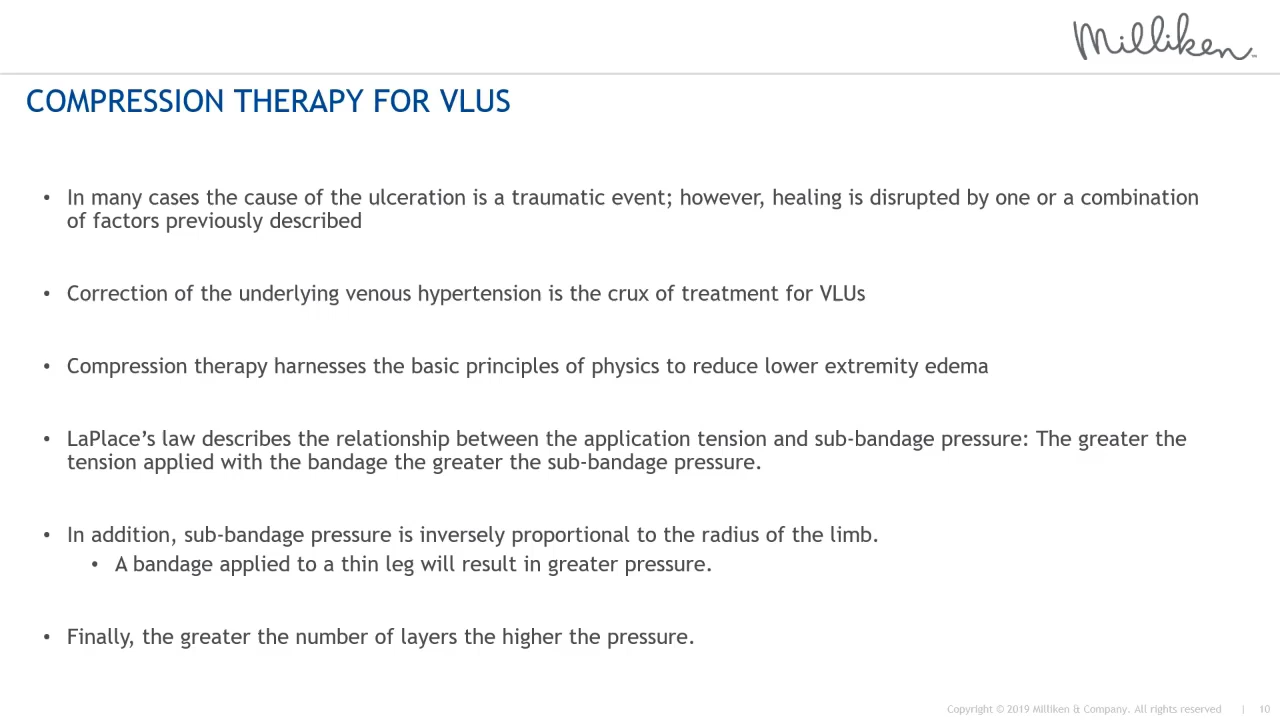 Milliken™
COMPRESSION THERAPY FOR VLUS
• In many cases the cause of the ulceration is a traumatic event; however, healing is disrupted by one or a combination
of factors previously described
• Correction of the underlying venous hypertension is the crux of treatment for VLUs
• Compression therapy harnesses the basic principles of physics to reduce lower extremity edema
• LaPlace’s law describes the relationship between the application tension and sub-bandage pressure: The greater the
tension applied with the bandage the greater the sub-bandage pressure.
• In addition, sub-bandage pressure is inversely proportional to the radius of the limb.
• A bandage applied to a thin leg will result in greater pressure.
• Finally, the greater the number of layers the higher the pressure.
Copyright © 2019 Milliken & Company. All rights reserved | 10